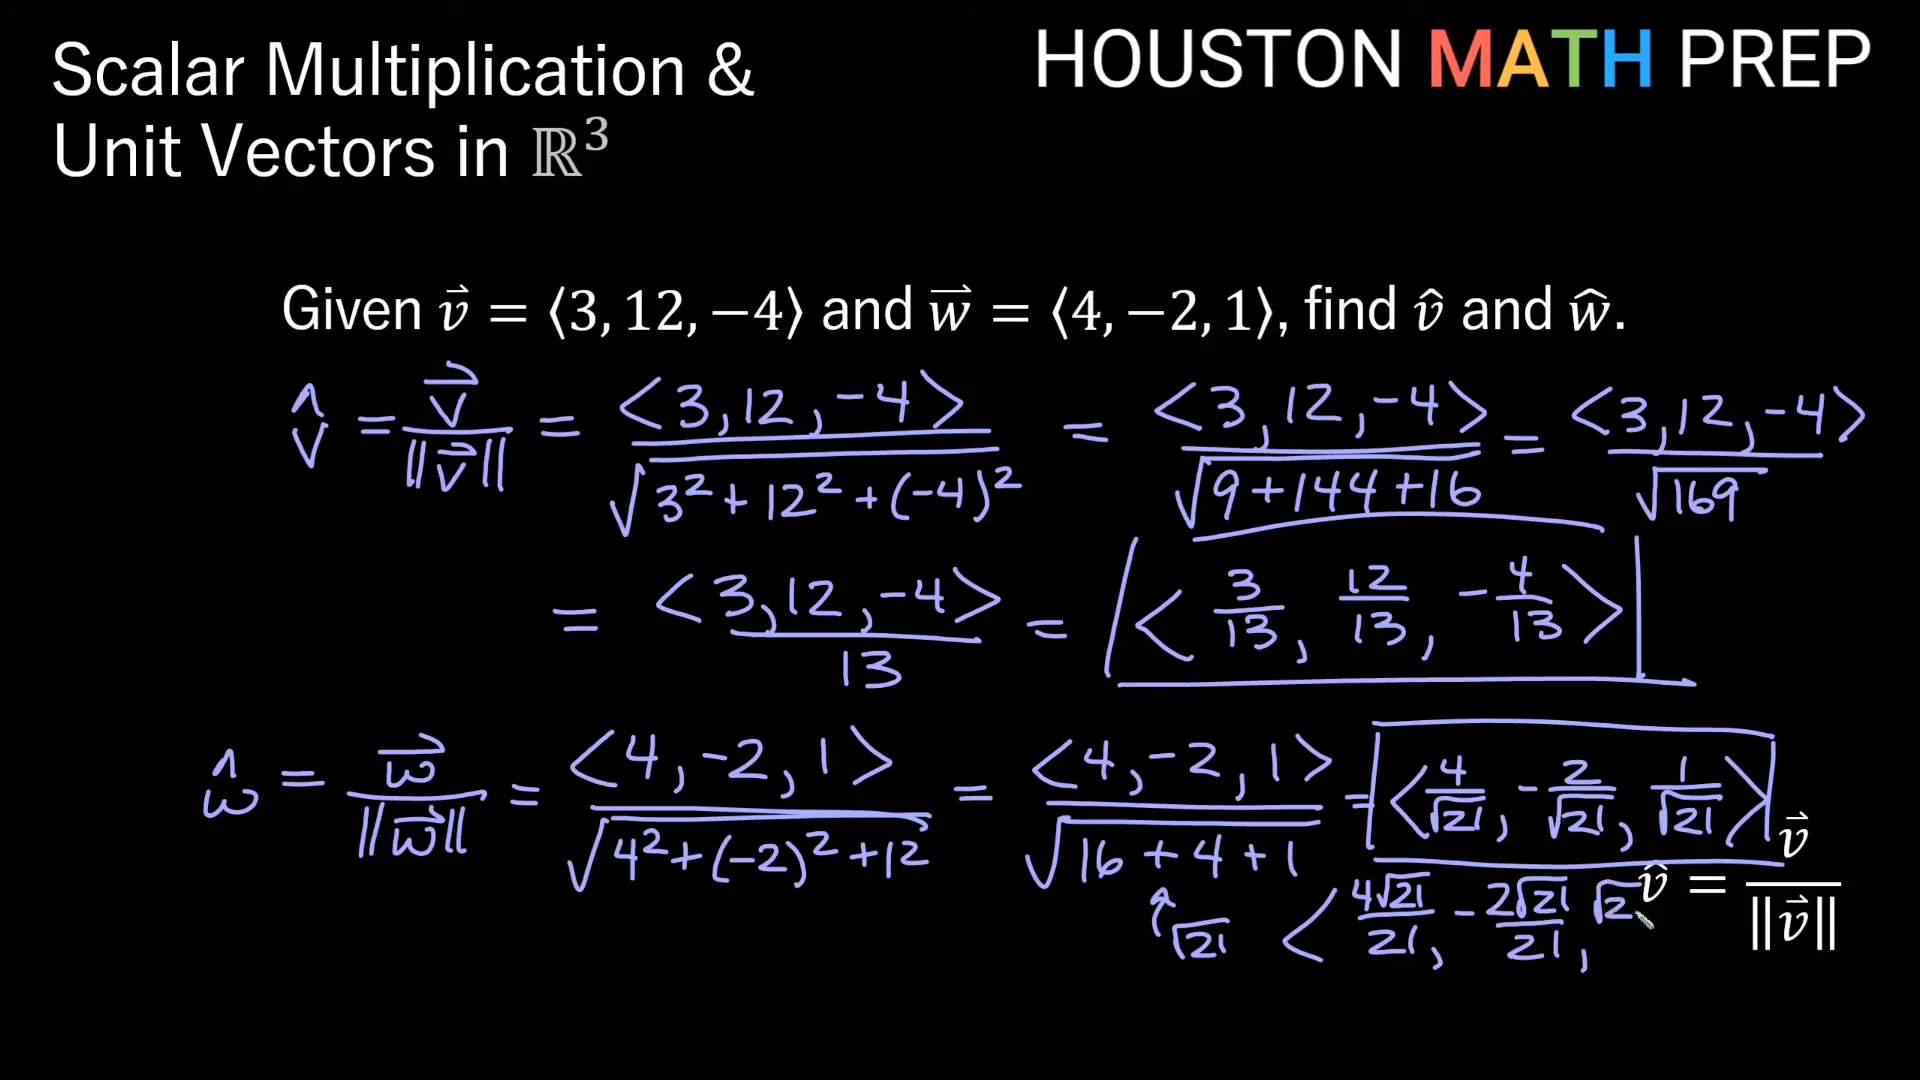 Scalar Multiplication &
Unit Vectors in ℝ³
HOUSTON MATH PREP
Given v⃗ = ⟨3, 12, −4⟩ and w⃗ = ⟨4, −2, 1⟩, find v̂ and ŵ.
v̂ = v⃗/‖v⃗‖ = <3, 12, -4>/√(3² + 12² + (-4)²) = <3, 12, -4>/√(9 + 144 + 16) = <3, 12, -4>/√169
= <3, 12, -4>/13 = <3/13, 12/13, -4/13>
ŵ = w⃗/‖w⃗‖ = <4, -2, 1>/√(4² + (-2)² + 1²) = <4, -2, 1>/√(16 + 4 + 1) = <4/√21, -2/√21, 1/√21>
√21 <4√21/21, -2√21/21, √2
v̂ = v⃗/‖v⃗‖